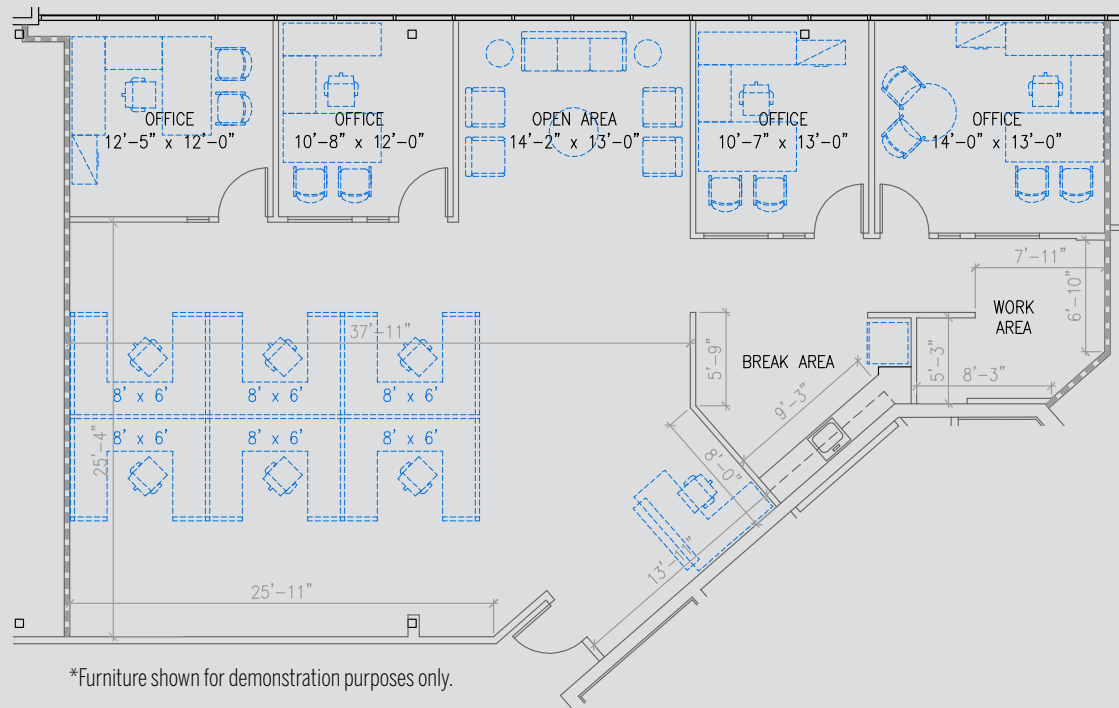 OFFICE
12'-5" x 12'-0"
OFFICE
10'-8" x 12'-0"
OPEN AREA
14'-2" x 13'-0"
OFFICE
10'-7" x 13'-0"
OFFICE
14'-0" x 13'-0"
7'-11"
6'-10"
WORK
AREA
37'-11"
5'-9"
BREAK AREA
5'-3"
8'-3"
9'-3"
8' x 6'
8' x 6'
8' x 6'
8' x 6'
8' x 6'
8' x 6'
25'-4"
8'-0"
13'-11"
25'-11"
*Furniture shown for demonstration purposes only.